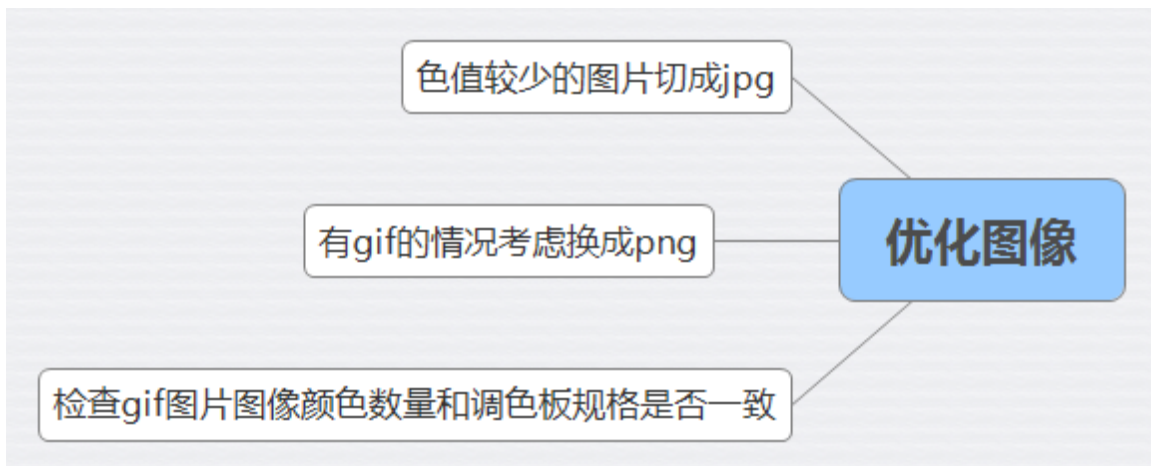 色值较少的图片切成jpg
优化图像
有gif的情况考虑换成png
检查gif图片图像颜色数量和调色板规格是否一致